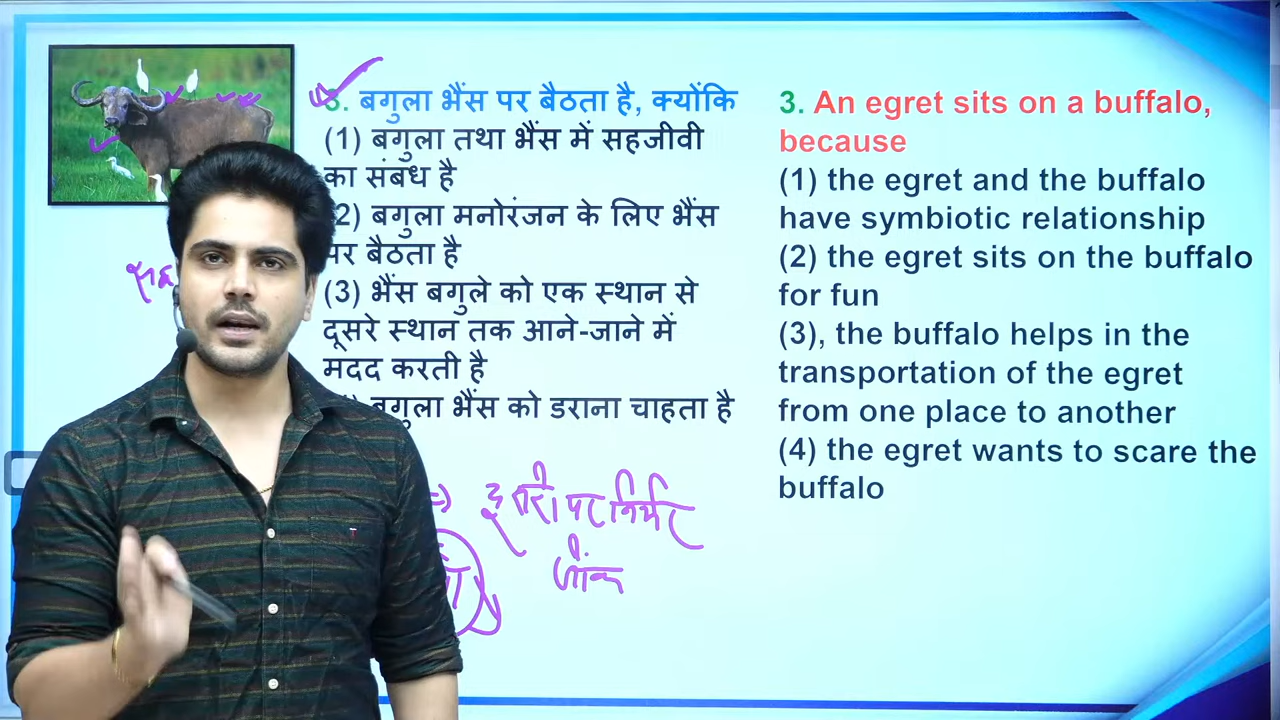 बगुला भैंस पर बैठता है, क्योंकि
(1) बगुला तथा भैंस में सहजीवी
का संबंध है
2) बगुला मनोरंजन के लिए भैंस
पर बैठता है
(3) भैंस बगुले को एक स्थान से
दूसरे स्थान तक आने-जाने में
मदद करती है
बगुला भैंस को डराना चाहता है
पर निर्भर
जोंक
3. An egret sits on a buffalo,
because
(1) the egret and the buffalo
have symbiotic relationship
(2) the egret sits on the buffalo
for fun
(3), the buffalo helps in the
transportation of the egret
from one place to another
(4) the egret wants to scare the
buffalo